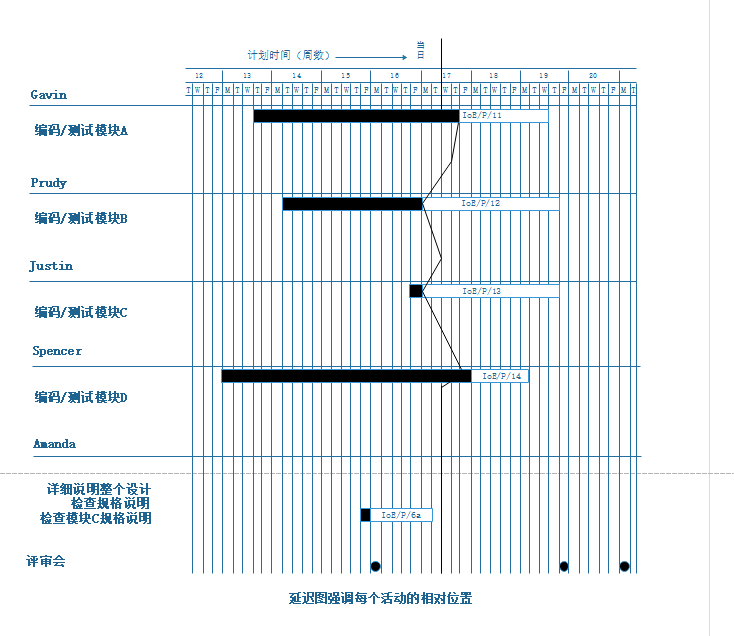 计划时间（周数）
当
日
12 13 14 15 16 17 18 19 20
T W T F M T W T F M T W T F M T W T F M T W T F M T W T F M T W T F M T W T F M T W T F M T
Gavin
IoE/P/11
编码/测试模块A
Prudy
IoE/P/12
编码/测试模块B
Justin
IoE/P/13
编码/测试模块C
Spencer
IoE/P/14
编码/测试模块D
Amanda
详细说明整个设计
检查规格说明
检查模块C规格说明
IoE/P/6a
评审会
延迟图强调每个活动的相对位置